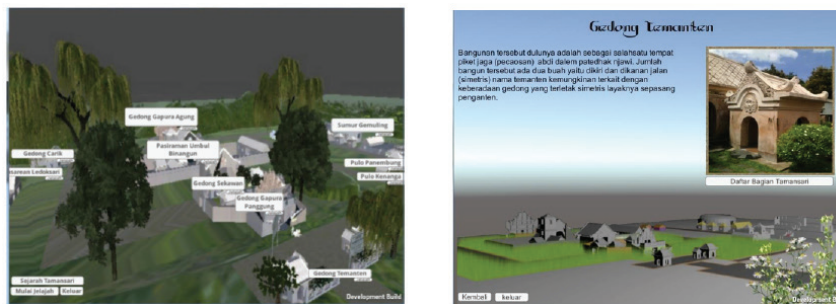 Gedong Gapura Agung
Sumur Gemuling
Gedong Carik
Pasiraman Umbul
Binangun
Pulo Panembung
Pulo Kenanga
Gedong Sekawan
Gedong Gapura
Panggung
Gedong Temanten
Sejarah Tamansari
Mulai Jelajah Keluar
Development Build
Gedong Temanten
Bangunan tersebut dulunya adalah sebagai salahsatu tempat
piket jaga (pecaosan) abdi dalem patedhak njawi. Jumlah
bangun tersebut ada dua buah yaitu dikiri dan dikanan jalan
(simetris) nama temanten kemungkinan terkait dengan
keberadaan gedong yang terletak simetris layaknya sepasang
penganten.
Daftar Bagian Tamansari
Kembali keluar
Development